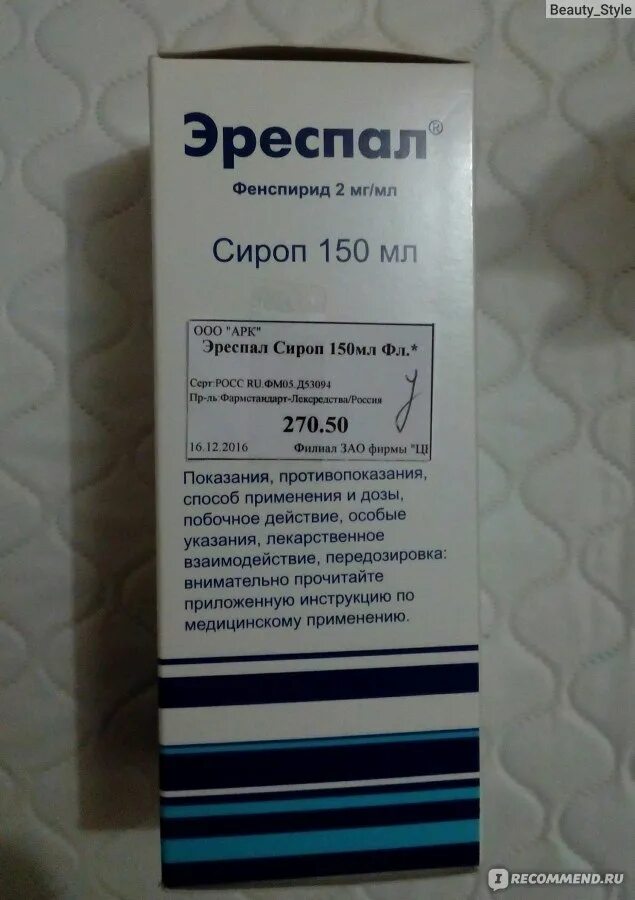 Beauty_Style
Эреспал®
Фенспирид 2 мг/мл
Сироп 150 мл
ООО "АРК"
Эреспал Сироп 150мл Фл.*
Серт:РОСС RU.ФМ05.Д53094
Пр-ль:Фармстандарт-Лексредства/Россия
270.50
16.12.2016 Филиал ЗАО фирмы "ЦІ
Показания, противопоказания,
способ применения и дозы,
побочное действие, особые
указания, лекарственное
взаимодействие, передозировка:
внимательно прочитайте
приложенную инструкцию по
медицинскому применению.
IRECOMMEND.RU